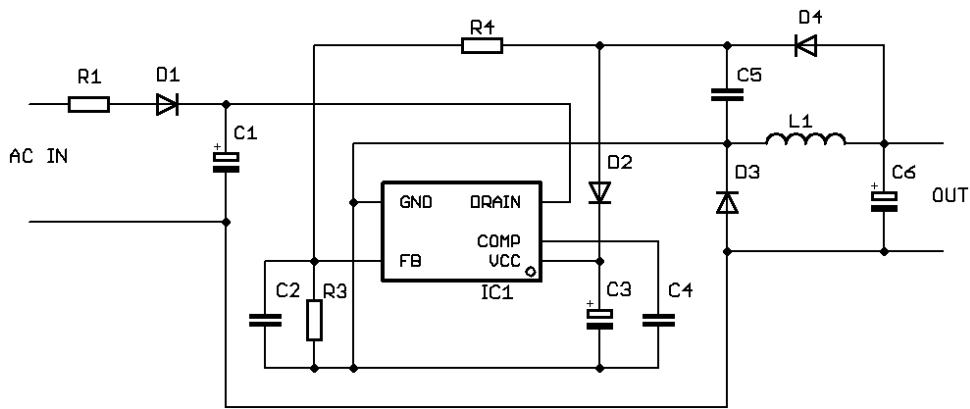 R4
D4
R1
D1
C5
C1
L1
AC IN
D2
D3
C6
GND
DRAIN
OUT
COMP
FB
VCC
C2
R3
IC1
C3
C4
+
+
+